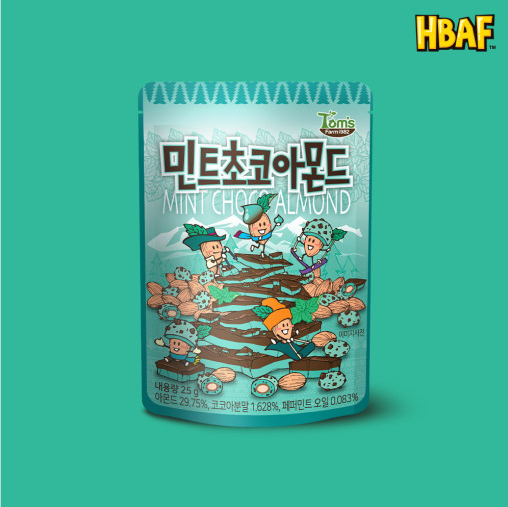 HBAF
TM
Tom's
Farm 1982
민트초코아몬드
MINT CHOCO ALMOND
이미지사진
내용량 25 g
아몬드 29.75%, 코코아분말 1.628%, 페퍼민트 오일 0.083%